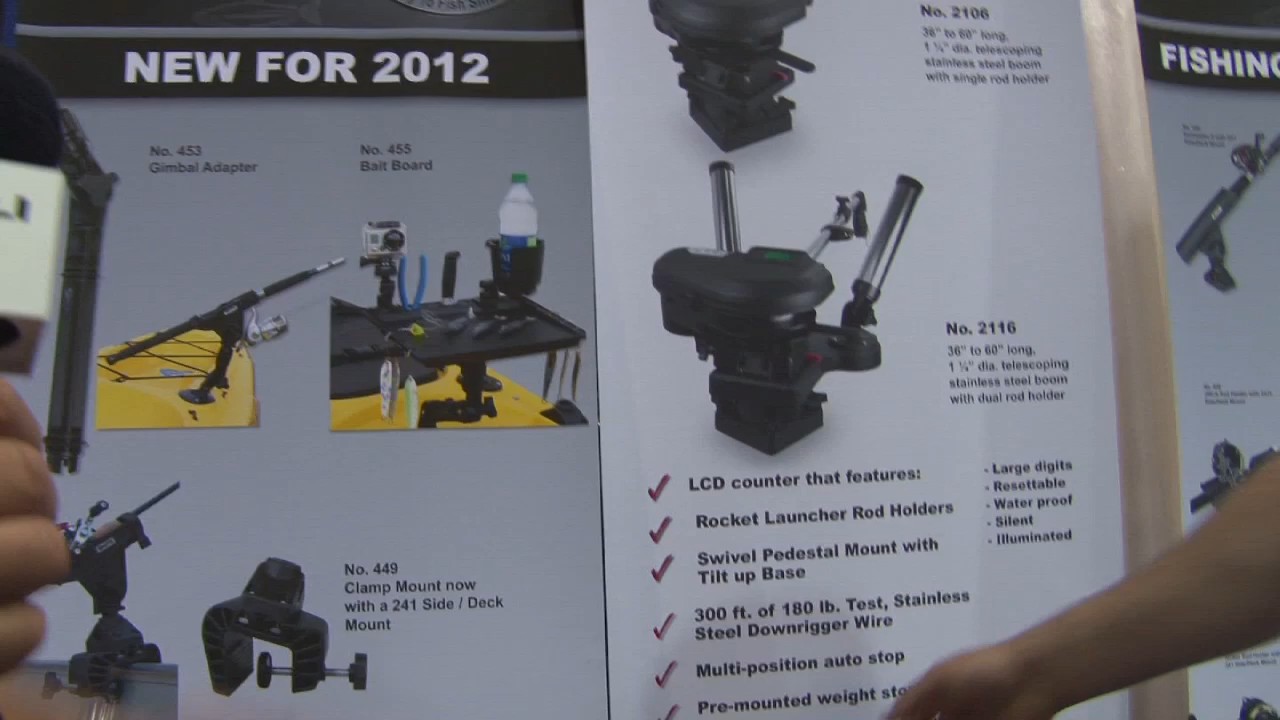 to Fish
NEW FOR 2012
No. 453
Gimbal Adapter
No. 455
Bait Board
No. 449
Clamp Mount now
with a 241 Side / Deck
Mount
No. 2106
36" to 60" long,
1 ¼" dia. telescoping
stainless steel boom
with single rod holder
No. 2116
36" to 60" long,
1 ¼" dia. telescoping
stainless steel boom
with dual rod holder
LCD counter that features:
- Large digits
- Resettable
- Water proof
- Silent
- Illuminated
Rocket Launcher Rod Holders
Swivel Pedestal Mount with
Tilt up Base
300 ft. of 180 lb. Test, Stainless
Steel Downrigger Wire
Multi-position auto stop
Pre-mounted weight
FISHING